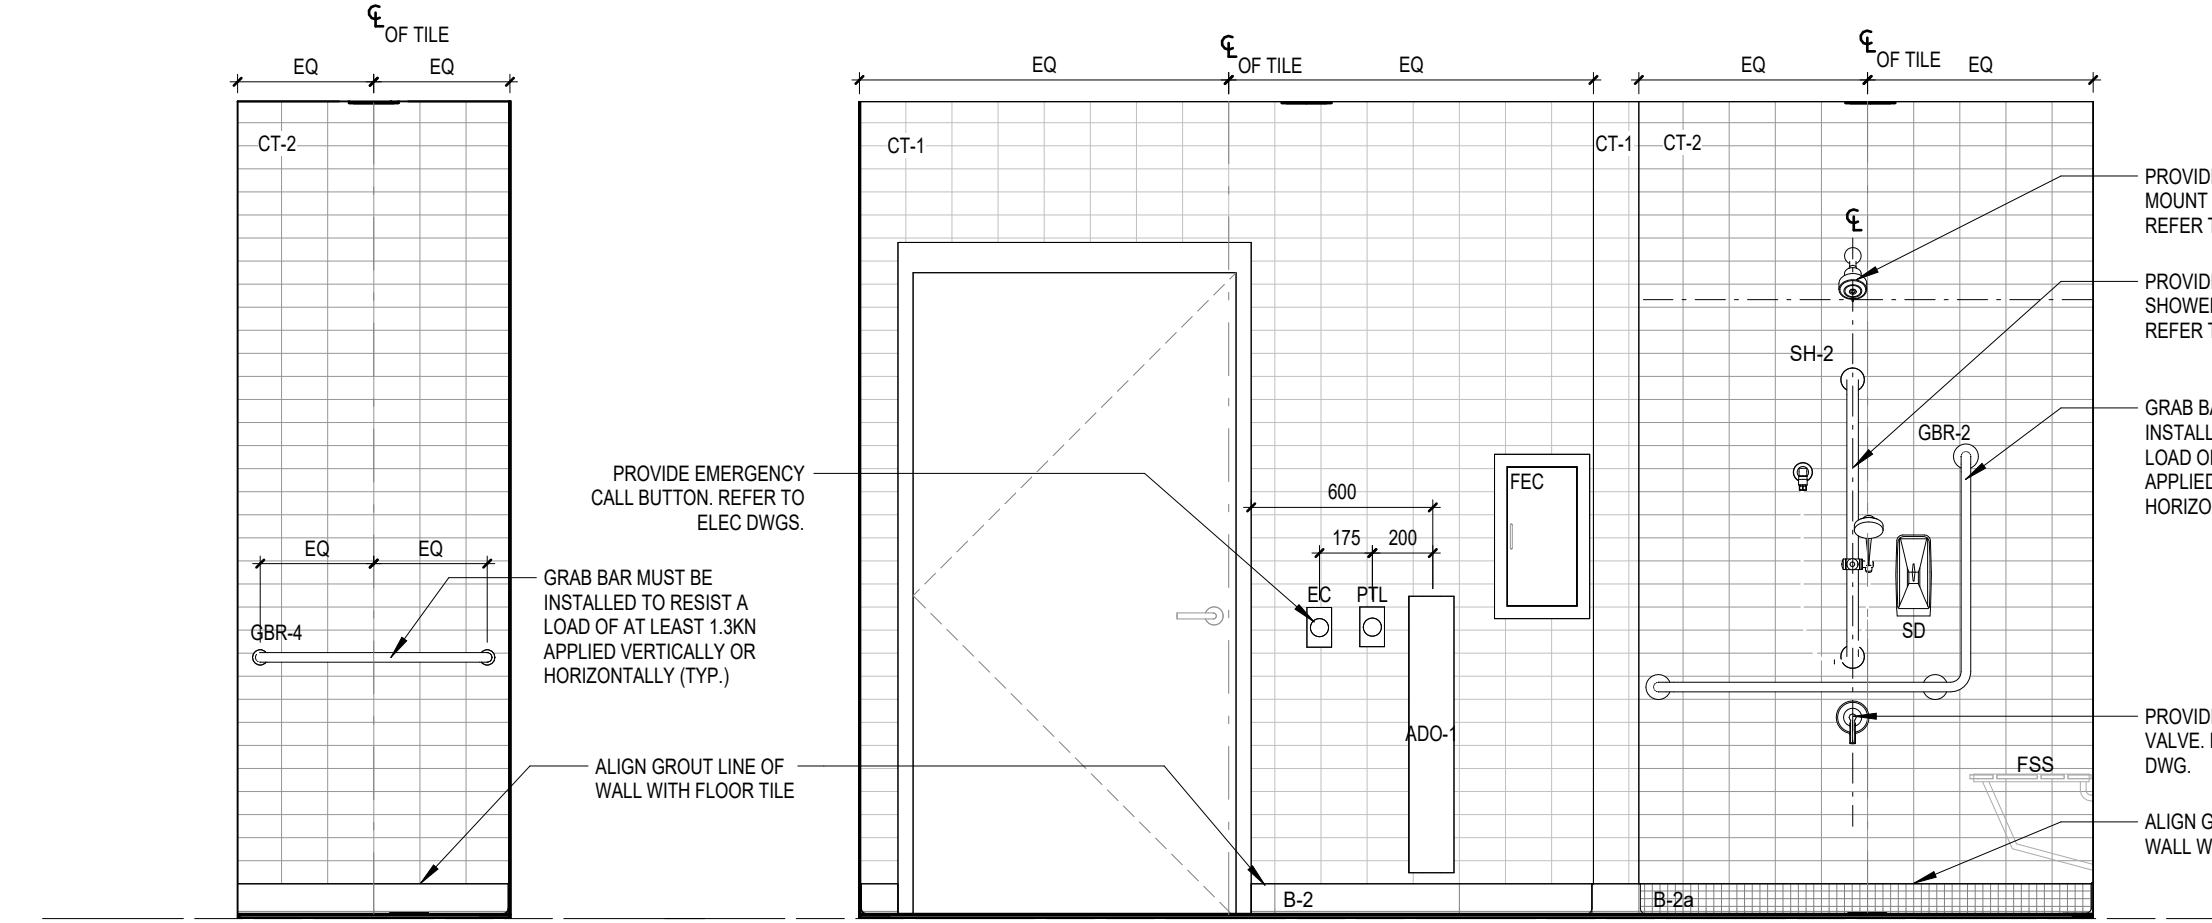 ℄
OF TILE
EQ
EQ
CT-2
EQ
EQ
GBR-4
GRAB BAR MUST BE
INSTALLED TO RESIST A
LOAD OF AT LEAST 1.3KN
APPLIED VERTICALLY OR
HORIZONTALLY (TYP.)
ALIGN GROUT LINE OF
WALL WITH FLOOR TILE
PROVIDE EMERGENCY
CALL BUTTON. REFER TO
ELEC DWGS.
℄
OF TILE
EQ
EQ
CT-1
CT-1
600
175
200
EC
PTL
ADO-1
FEC
B-2
℄
OF TILE
EQ
EQ
CT-2
℄
SH-2
GBR-2
SD
FSS
B-2a
PROVID
MOUNT
REFER T
PROVID
SHOWE
REFER T
GRAB BA
INSTALL
LOAD O
APPLIED
HORIZO
PROVID
VALVE.
DWG.
ALIGN G
WALL W